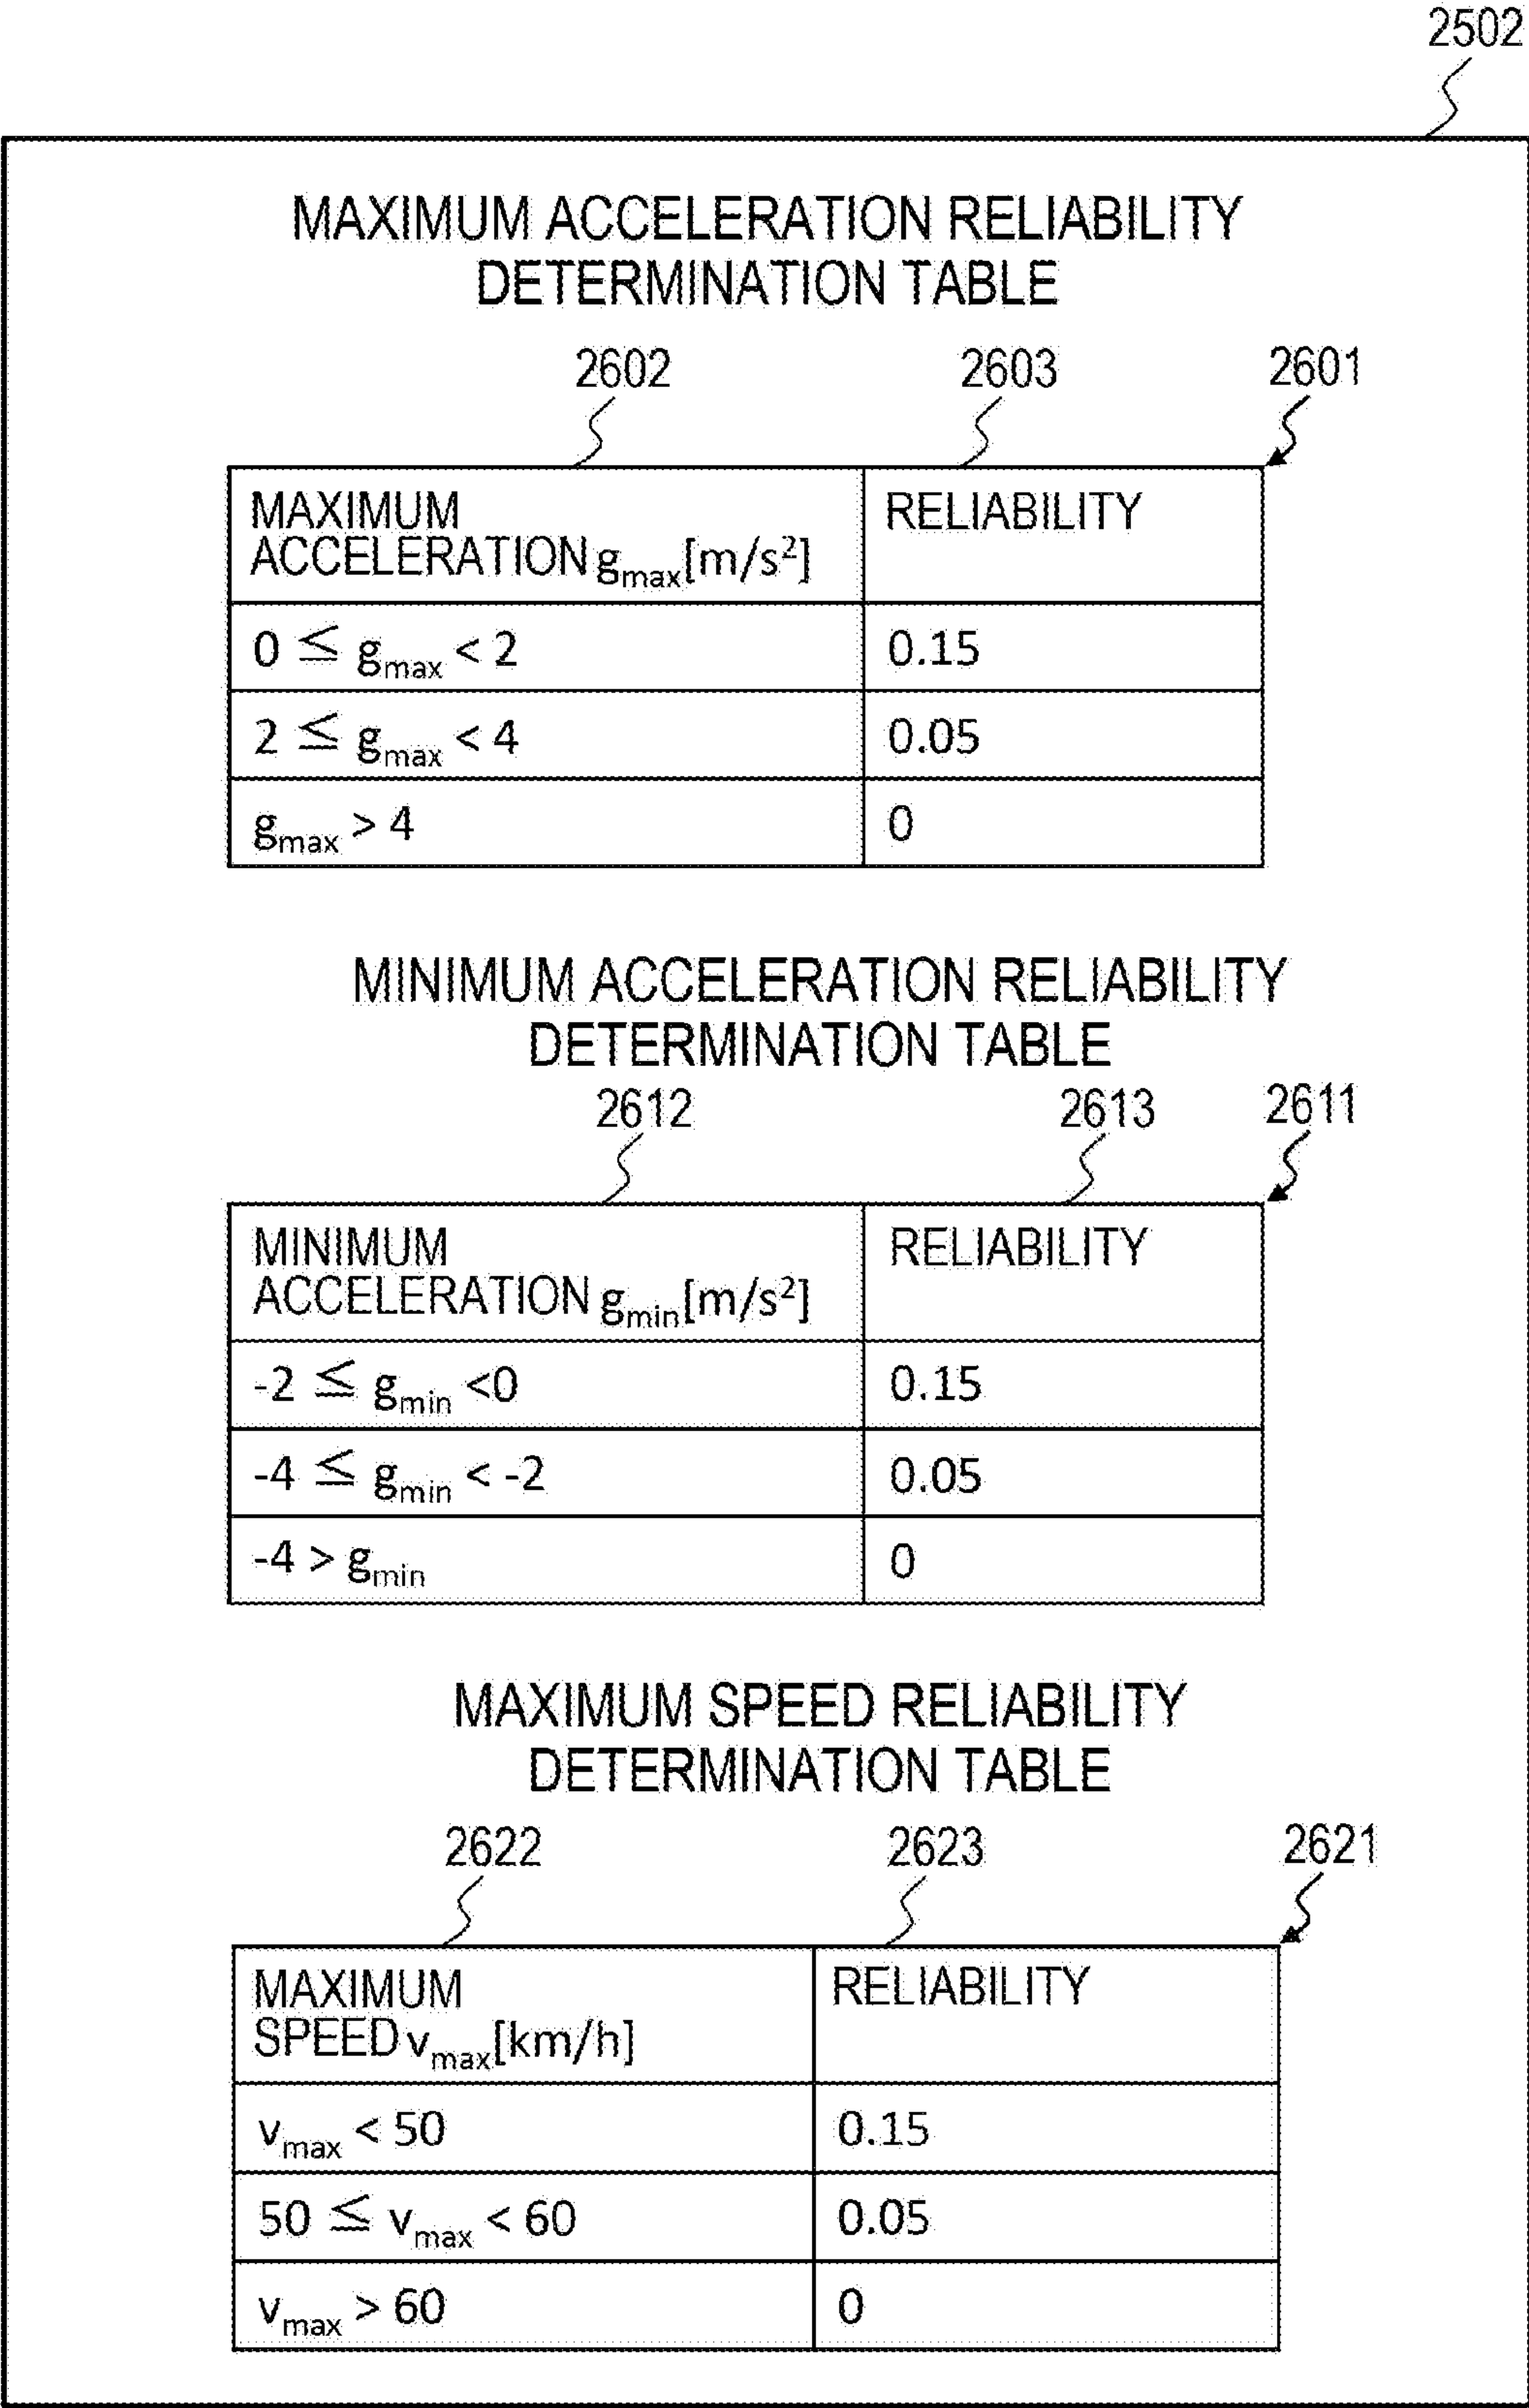 2502
MAXIMUM ACCELERATION RELIABILITY
DETERMINATION TABLE
2602 2603 2601
MAXIMUM
ACCELERATION gmax[m/s²]
RELIABILITY
0 ≦ gmax < 2
0.15
2 ≦ gmax < 4
0.05
gmax > 4
0
MINIMUM ACCELERATION RELIABILITY
DETERMINATION TABLE
2612 2613 2611
MINIMUM
ACCELERATION gmin[m/s²]
RELIABILITY
-2 ≦ gmin <0
0.15
-4 ≦ gmin < -2
0.05
-4 > gmin
0
MAXIMUM SPEED RELIABILITY
DETERMINATION TABLE
2622 2623 2621
MAXIMUM
SPEED vmax[km/h]
RELIABILITY
vmax < 50
0.15
50 ≦ vmax < 60
0.05
vmax > 60
0